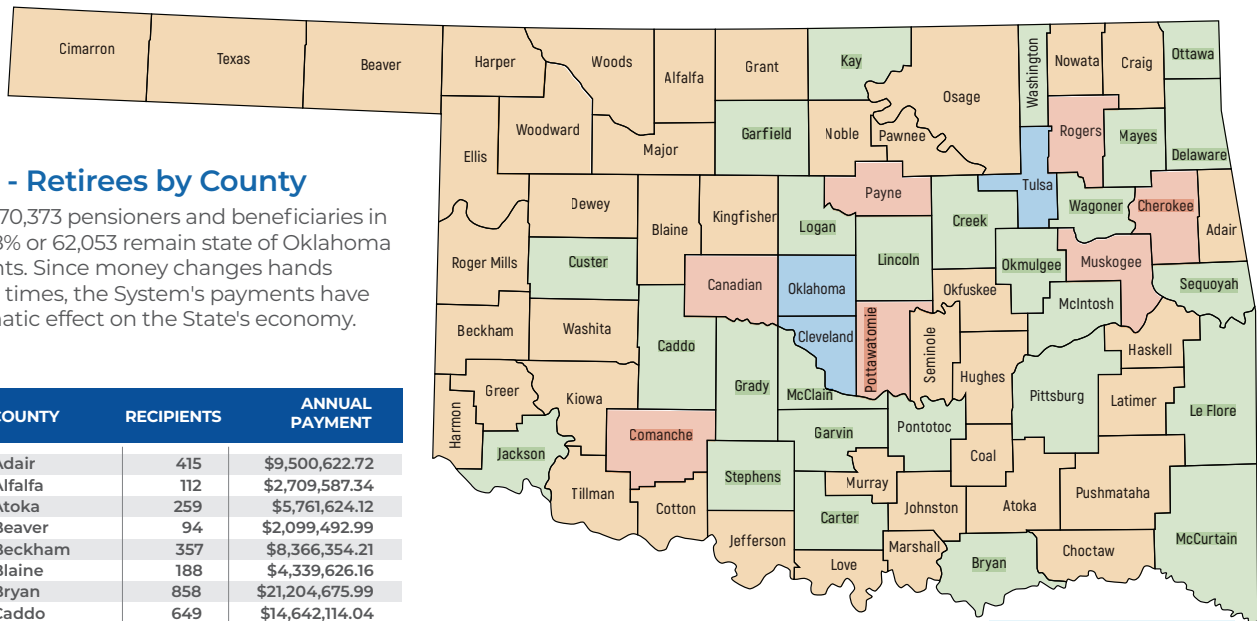 - Retirees by County
70,373 pensioners and beneficiaries in
% or 62,053 remain state of Oklahoma
Since money changes hands
times, the System's payments have
effect on the State's economy.
COUNTY RECIPIENTS ANNUAL PAYMENT
Adair 415 $9,500,622.72
Alfalfa 112 $2,709,587.34
Atoka 259 $5,761,624.12
Beaver 94 $2,099,492.99
Beckham 357 $8,366,354.21
Blaine 188 $4,339,626.16
Bryan 858 $21,204,675.99
Caddo 649 $14,642,114.04
Cimarron
Texas
Beaver
Harper
Woods
Alfalfa
Grant
Kay
Osage
Washington
Nowata
Craig
Ottawa
Ellis
Woodward
Major
Garfield
Noble
Pawnee
Rogers
Mayes
Delaware
Dewey
Blaine
Kingfisher
Logan
Payne
Creek
Tulsa
Wagoner
Cherokee
Adair
Roger Mills
Custer
Canadian
Oklahoma
Lincoln
Okfuskee
Okmulgee
Muskogee
McIntosh
Sequoyah
Beckham
Washita
Caddo
Grady
Cleveland
McClain
Pottawatomie
Seminole
Hughes
Pittsburg
Haskell
Latimer
Le Flore
Harmon
Greer
Kiowa
Jackson
Comanche
Stephens
Garvin
Pontotoc
Coal
Tillman
Cotton
Jefferson
Carter
Murray
Johnston
Atoka
Pushmataha
McCurtain
Love
Marshall
Bryan
Choctaw